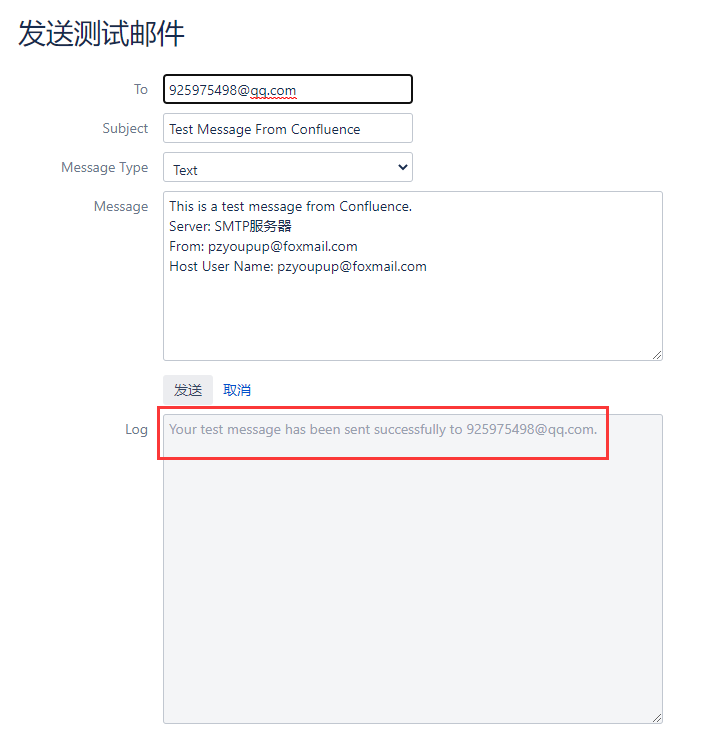 发送测试邮件
To 925975498@qq.com
Subject Test Message From Confluence
Message Type Text
Message This is a test message from Confluence.
Server: SMTP服务器
From: pzyoupup@foxmail.com
Host User Name: pzyoupup@foxmail.com
发送 取消
Log Your test message has been sent successfully to 925975498@qq.com.